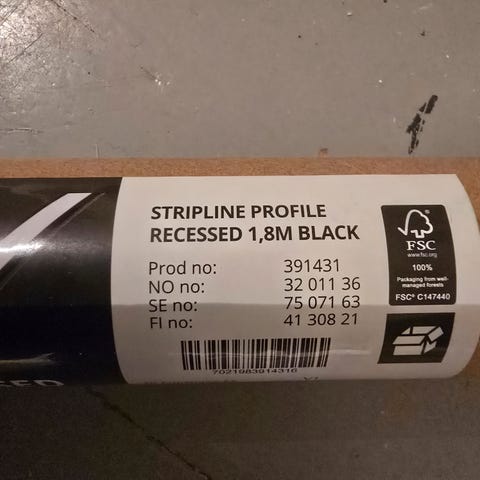 STRIPLINE PROFILE
RECESSED 1,8M BLACK
Prod no: 391431
NO no: 32 011 36
SE no: 75 071 63
FI no: 41 308 21
7021983914316
FSC
www.fsc.org
100%
Packaging from well-
managed forests
FSC® C147440